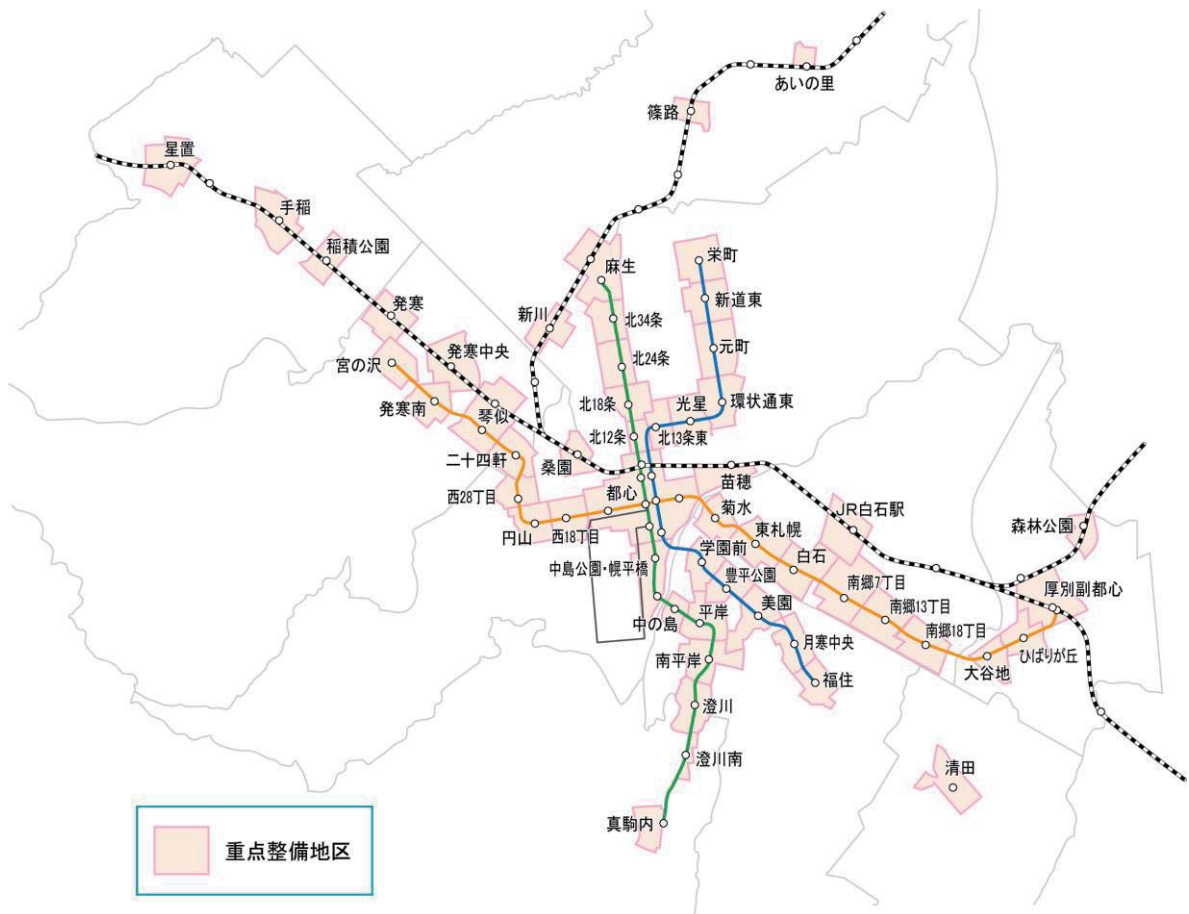 あいの里
篠路
星置
手稲
稲積公園
発寒
発寒中央
宮の沢
発寒南
琴似
二十四軒
西28丁目
円山
西18丁目
桑園
新川
麻生
北34条
北24条
北18条
北12条
栄町
新道東
元町
環状通東
光星
北13条東
都心
苗穂
菊水
東札幌
白石
JR白石駅
南郷7丁目
南郷13丁目
南郷18丁目
大谷地
ひばりが丘
厚別副都心
森林公園
学園前
豊平公園
美園
月寒中央
福住
中島公園・幌平橋
中の島
平岸
南平岸
澄川
澄川南
真駒内
清田
重点整備地区